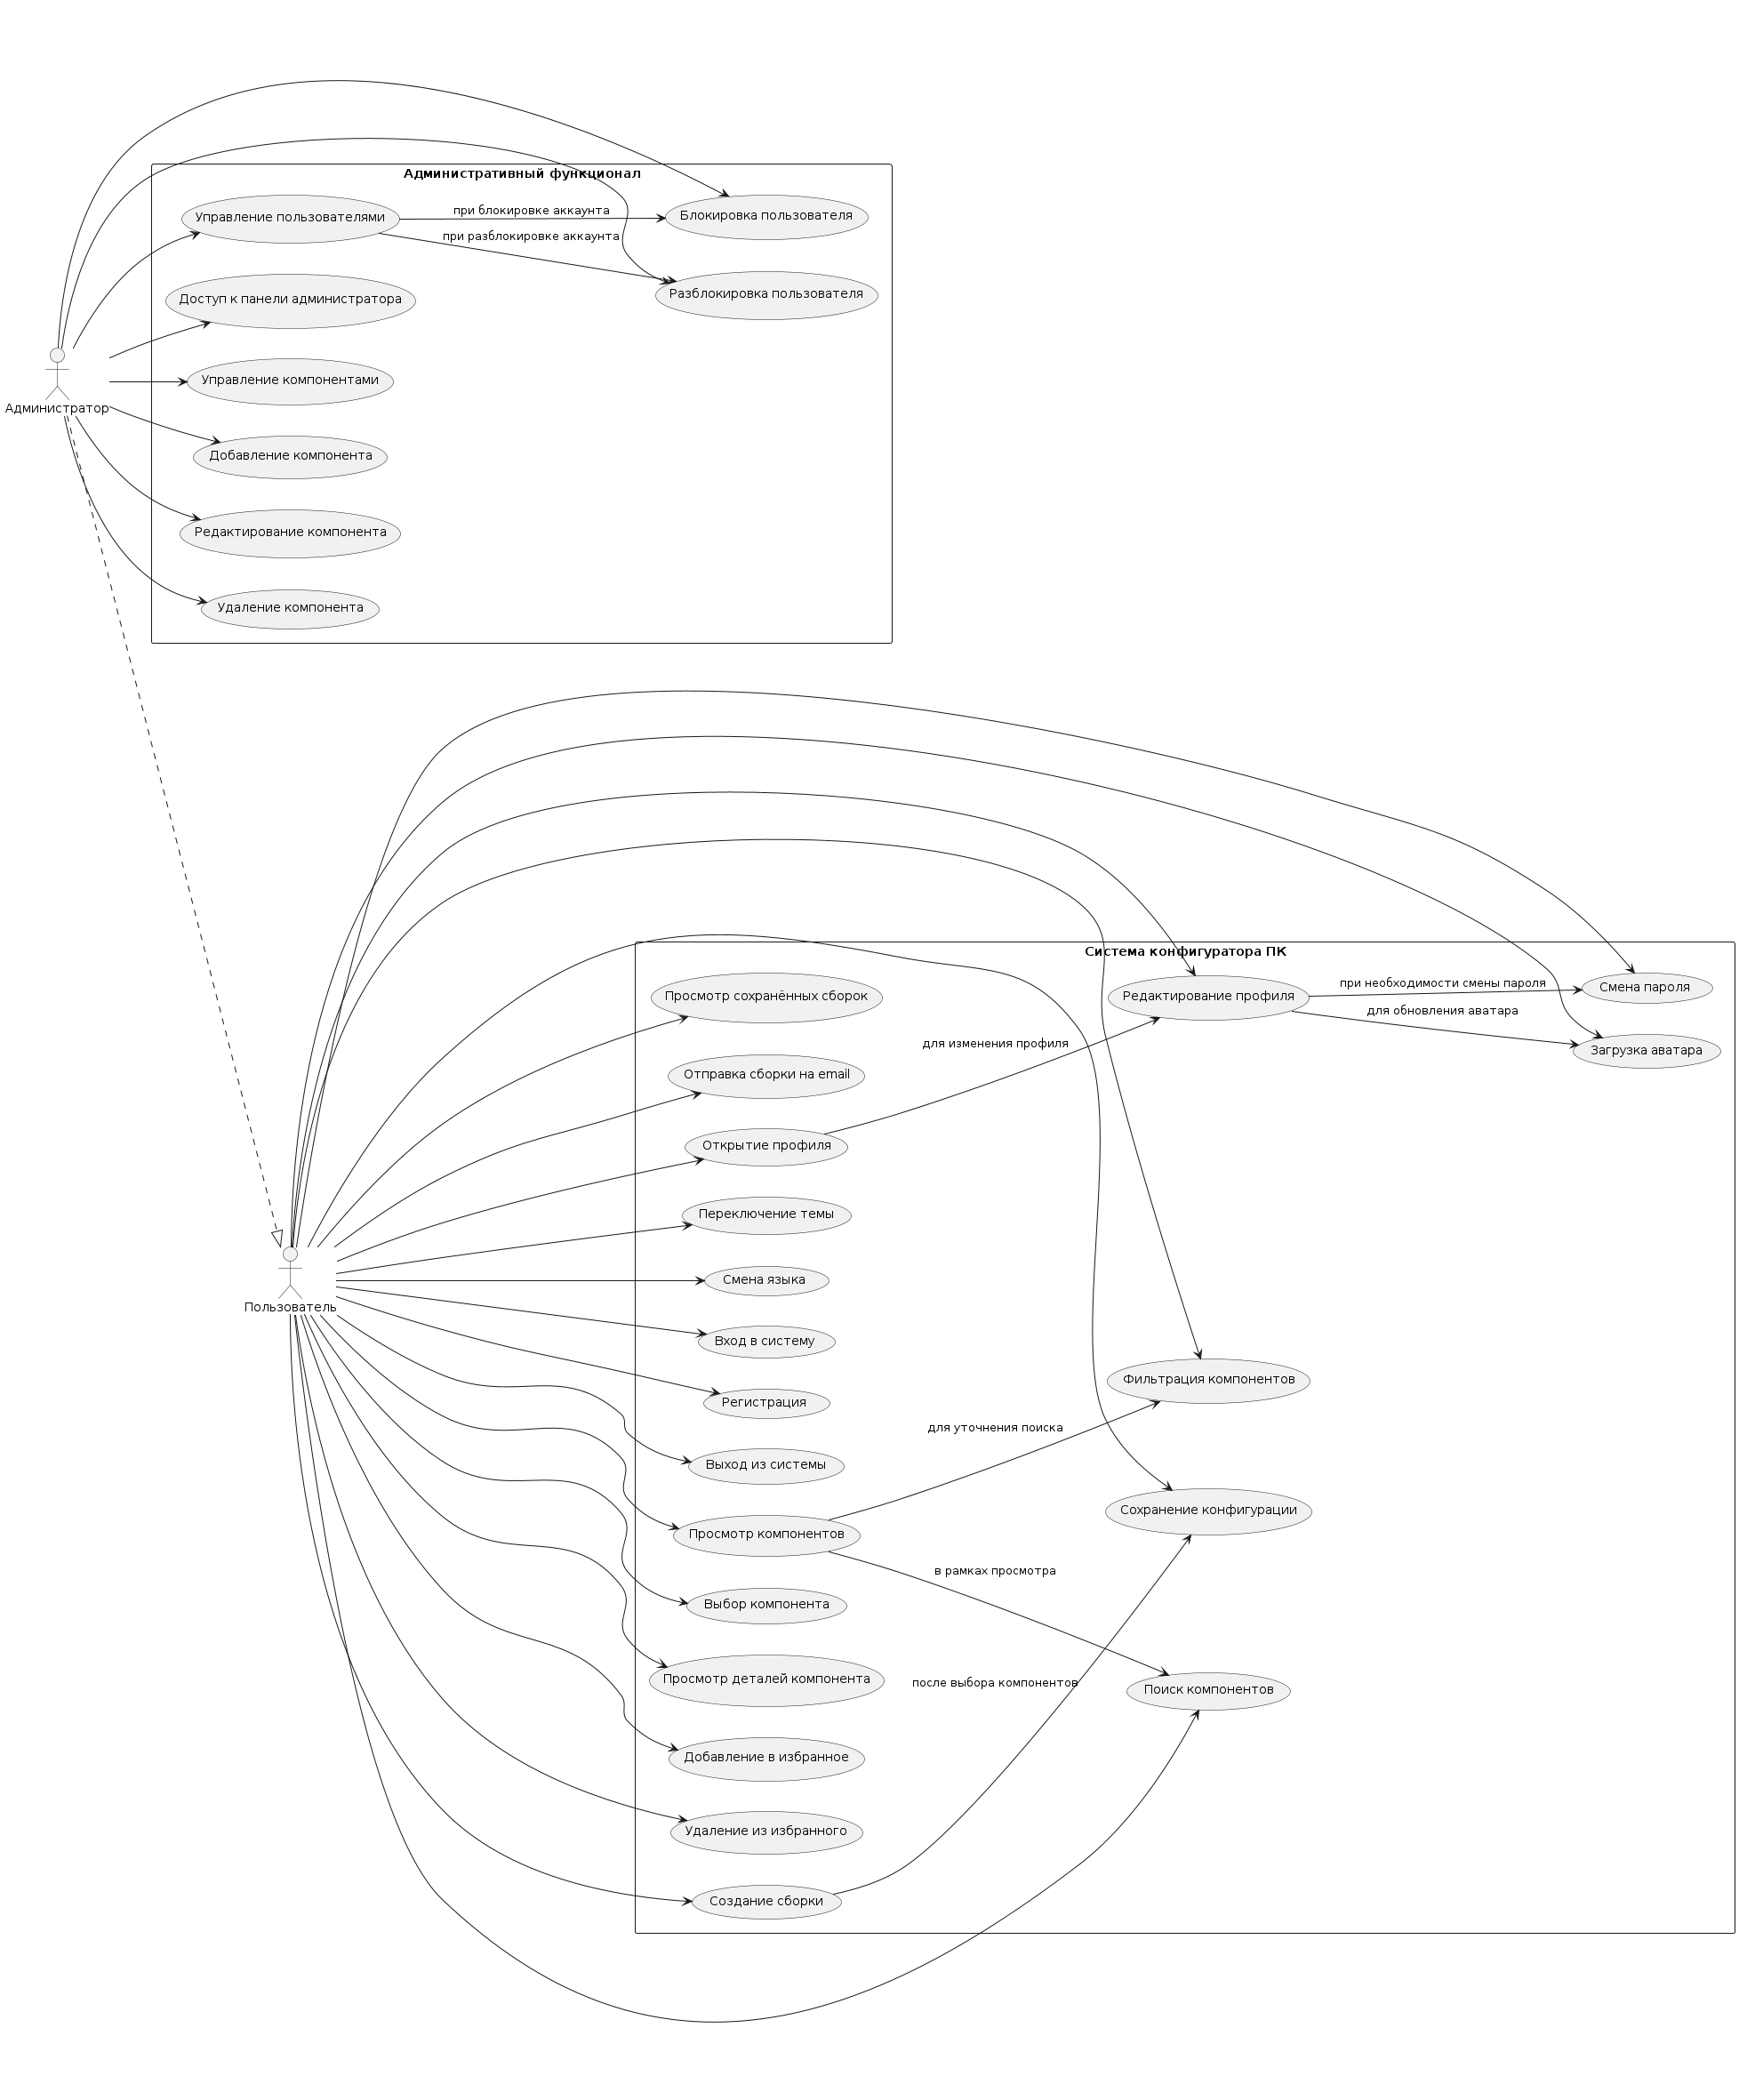 Административный функционал
Управление пользователями
при блокировке аккаунта
Блокировка пользователя
при разблокировке аккаунта
Доступ к панели администратора
Разблокировка пользователя
Управление компонентами
Администратор
Добавление компонента
Редактирование компонента
Удаление компонента
Система конфигуратора ПК
Просмотр сохранённых сборок
Редактирование профиля
при необходимости смены пароля
Смена пароля
для обновления аватара
Загрузка аватара
для изменения профиля
Отправка сборки на email
Открытие профиля
Переключение темы
Смена языка
Пользователь
Вход в систему
Регистрация
Фильтрация компонентов
для уточнения поиска
Выход из системы
Сохранение конфигурации
Просмотр компонентов
в рамках просмотра
Выбор компонента
Просмотр деталей компонента
после выбора компонентов
Поиск компонентов
Добавление в избранное
Удаление из избранного
Создание сборки